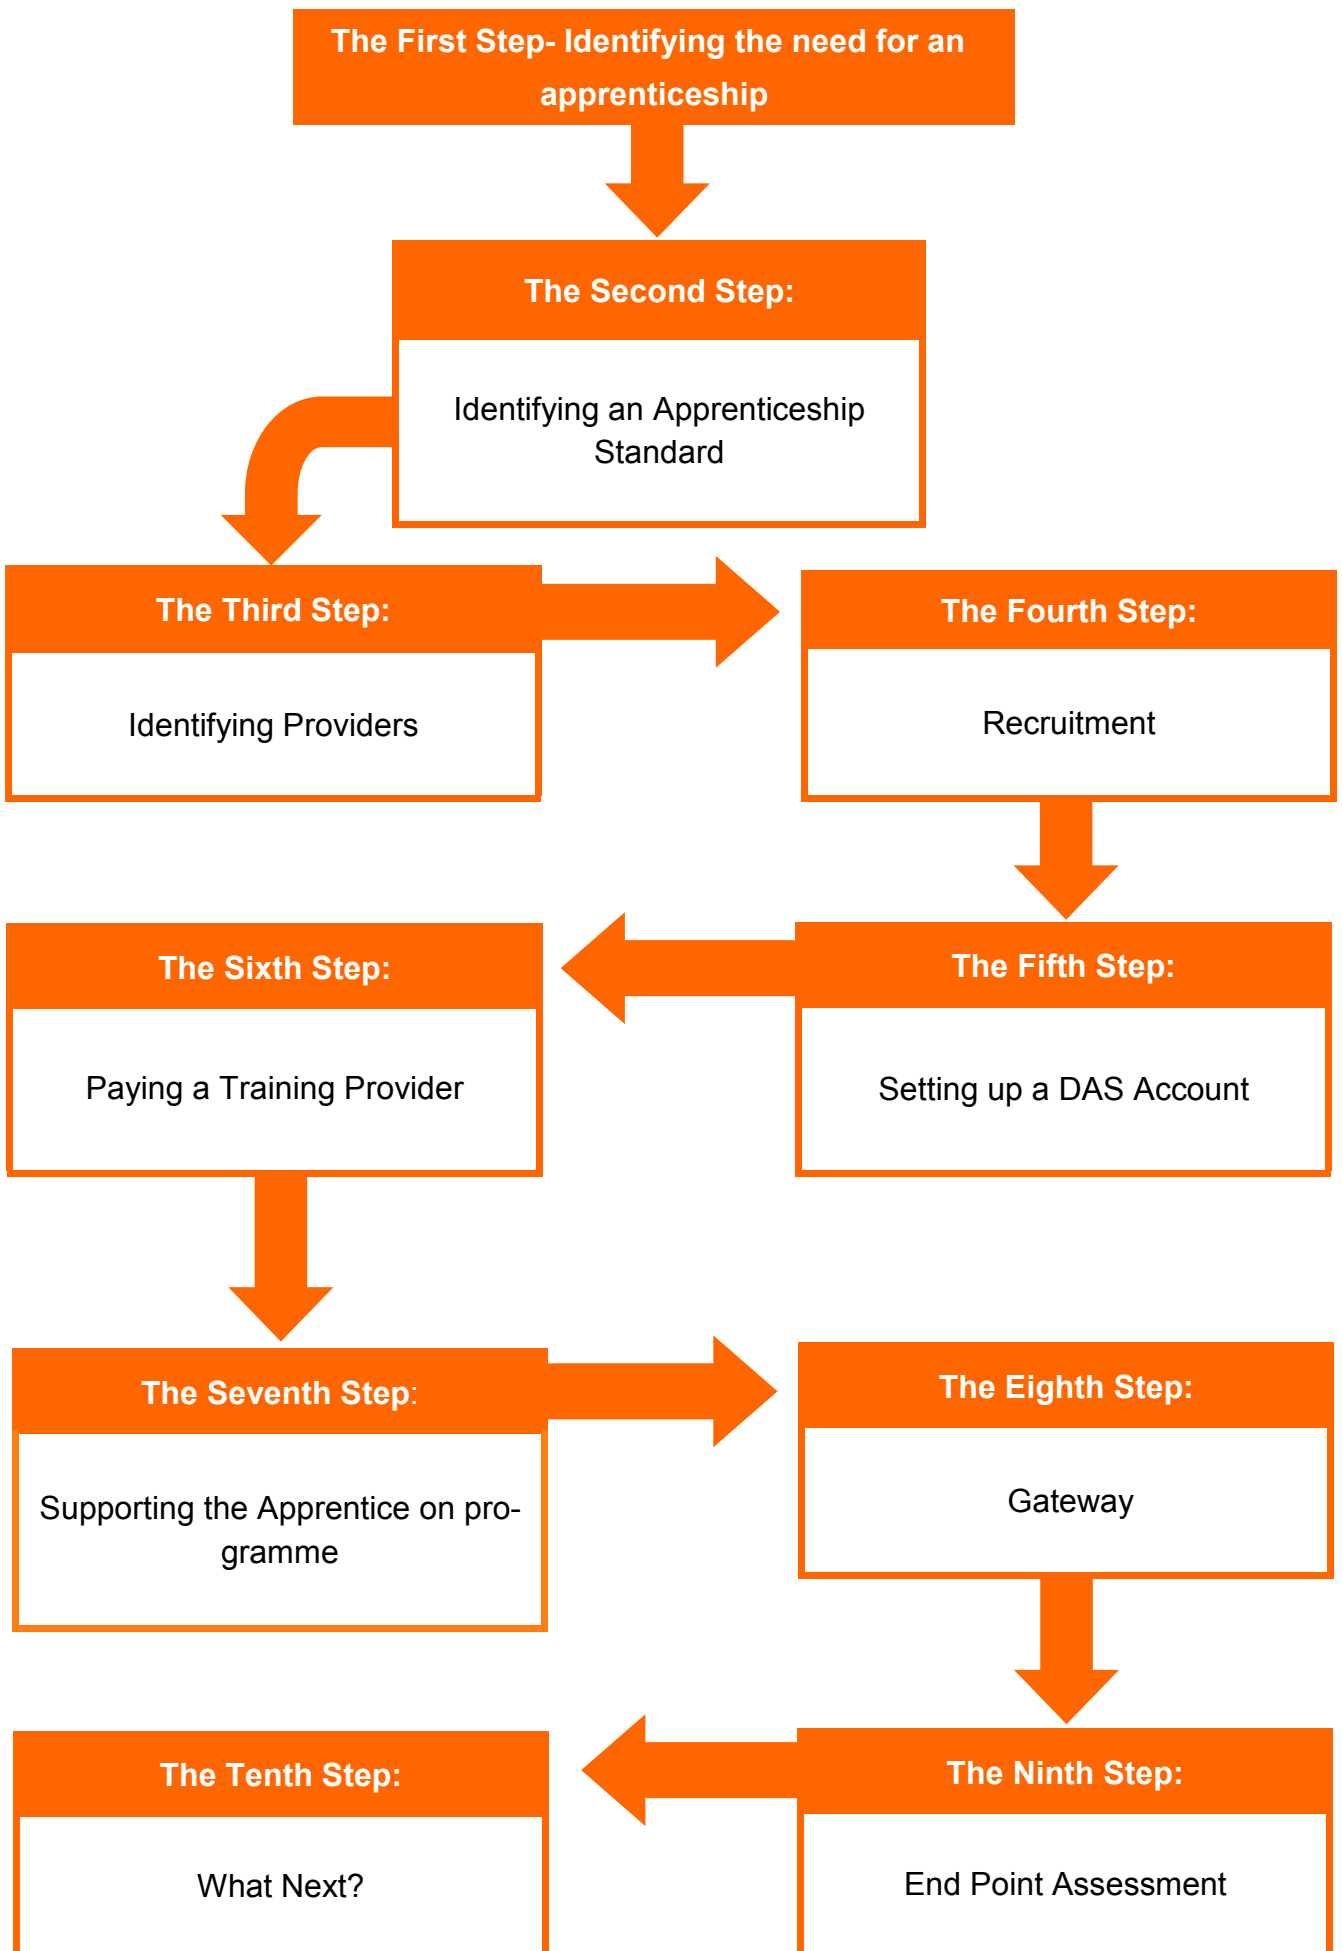 The First Step- Identifying the need for an
apprenticeship
The Second Step:
Identifying an Apprenticeship
Standard
The Third Step:
Identifying Providers
The Fourth Step:
Recruitment
The Fifth Step:
Setting up a DAS Account
The Sixth Step:
Paying a Training Provider
The Seventh Step:
Supporting the Apprentice on pro-
gramme
The Eighth Step:
Gateway
The Ninth Step:
End Point Assessment
The Tenth Step:
What Next?